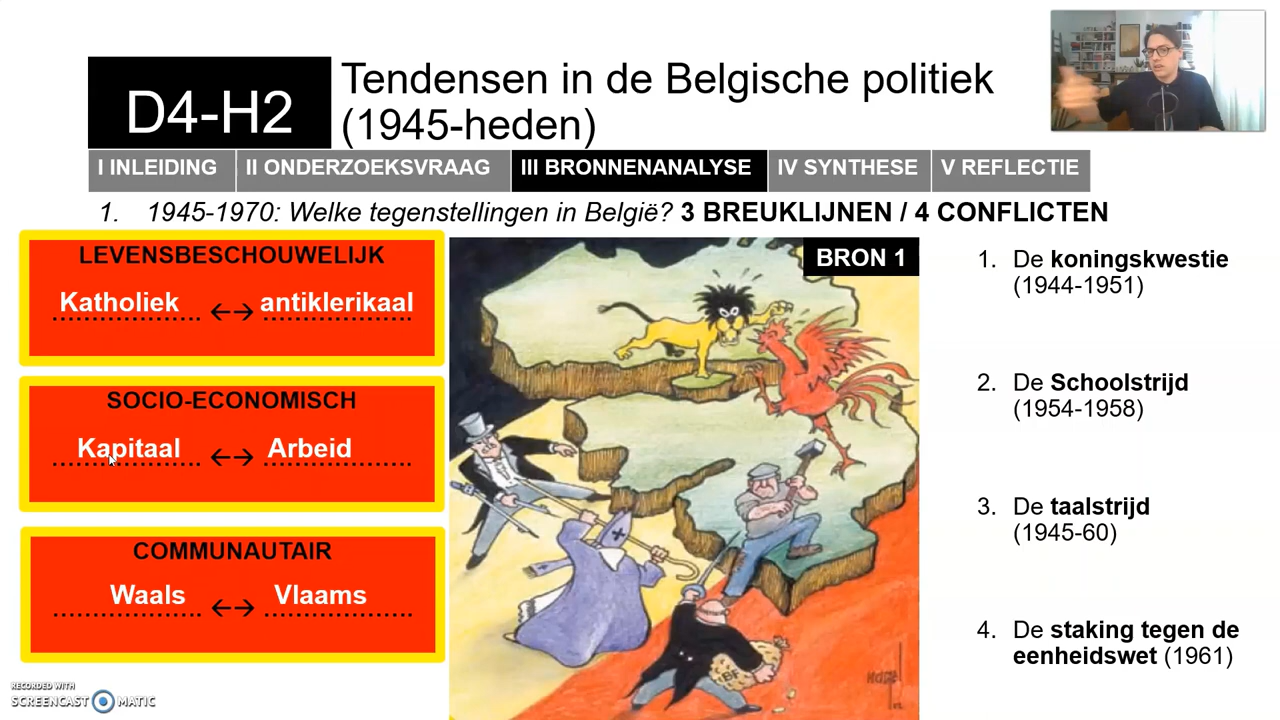 D4-H2
Tendensen in de Belgische politiek
(1945-heden)
I INLEIDING
II ONDERZOEKSVRAAG
III BRONNENANALYSE
IV SYNTHESE
V REFLECTIE
1. 1945-1970: Welke tegenstellingen in België? 3 BREUKLIJNEN / 4 CONFLICTEN
LEVENSBESCHOUWELIJK
Katholiek ←→ antiklerikaal
SOCIO-ECONOMISCH
Kapitaal ←→ Arbeid
COMMUNAUTAIR
Waals ←→ Vlaams
BRON 1
1. De koningskwestie
(1944-1951)
2. De Schoolstrijd
(1954-1958)
3. De taalstrijd
(1945-60)
4. De staking tegen de
eenheidswet (1961)
RECORDED WITH
SCREENCAST MATIC